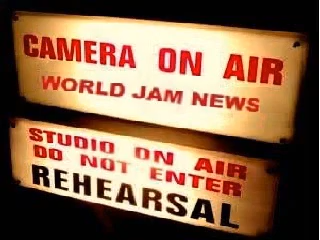 CAMERA ON AIR
WORLD JAM NEWS
STUDIO ON AIR
DO NOT ENTER
REHEARSAL